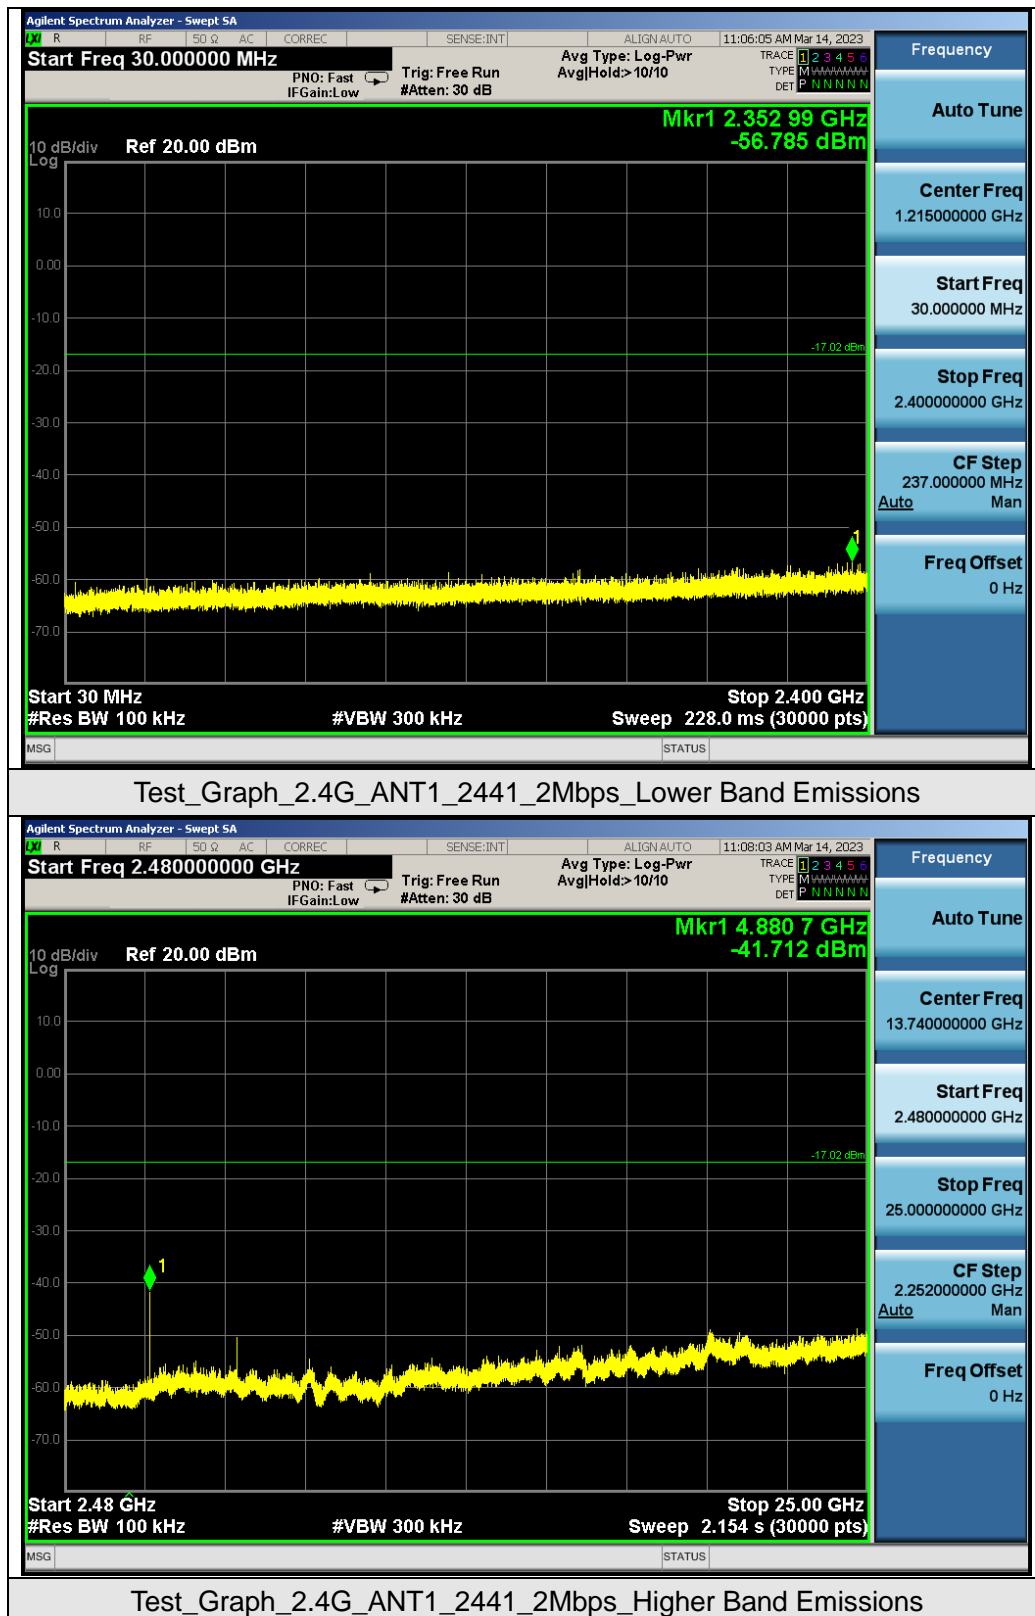 Agilent Spectrum Analyzer - Swept SA
LXI R RF 50 Ω AC CORREC SENSE:INT ALIGN AUTO 11:06:05 AM Mar 14, 2023
Start Freq 30.000000 MHz
PNO: Fast
IFGain:Low
Trig: Free Run
#Atten: 30 dB
Avg Type: Log-Pwr
Avg|Hold:>10/10
TRACE 1 2 3 4 5 6
TYPE M WWWWW
DET P N N N N N
Mkr1 2.352 99 GHz
-56.785 dBm
10 dB/div Ref 20.00 dBm
Log
10.0
0.00
-10.0
-17.02 dBm
-20.0
-30.0
-40.0
-50.0
1
-60.0
-70.0
Start 30 MHz Stop 2.400 GHz
#Res BW 100 kHz #VBW 300 kHz Sweep 228.0 ms (30000 pts)
MSG STATUS
Frequency
Auto Tune
Center Freq
1.215000000 GHz
Start Freq
30.000000 MHz
Stop Freq
2.400000000 GHz
CF Step
237.000000 MHz
Auto Man
Freq Offset
0 Hz
Test_Graph_2.4G_ANT1_2441_2Mbps_Lower Band Emissions
Agilent Spectrum Analyzer - Swept SA
LXI R RF 50 Ω AC CORREC SENSE:INT ALIGN AUTO 11:08:03 AM Mar 14, 2023
Start Freq 2.480000000 GHz
PNO: Fast
IFGain:Low
Trig: Free Run
#Atten: 30 dB
Avg Type: Log-Pwr
Avg|Hold:>10/10
TRACE 1 2 3 4 5 6
TYPE M WWWWW
DET P N N N N N
Mkr1 4.880 7 GHz
-41.712 dBm
10 dB/div Ref 20.00 dBm
Log
10.0
0.00
-10.0
-17.02 dBm
-20.0
-30.0
1
-40.0
-50.0
-60.0
-70.0
Start 2.48 GHz Stop 25.00 GHz
#Res BW 100 kHz #VBW 300 kHz Sweep 2.154 s (30000 pts)
MSG STATUS
Frequency
Auto Tune
Center Freq
13.740000000 GHz
Start Freq
2.480000000 GHz
Stop Freq
25.000000000 GHz
CF Step
2.252000000 GHz
Auto Man
Freq Offset
0 Hz
Test_Graph_2.4G_ANT1_2441_2Mbps_Higher Band Emissions